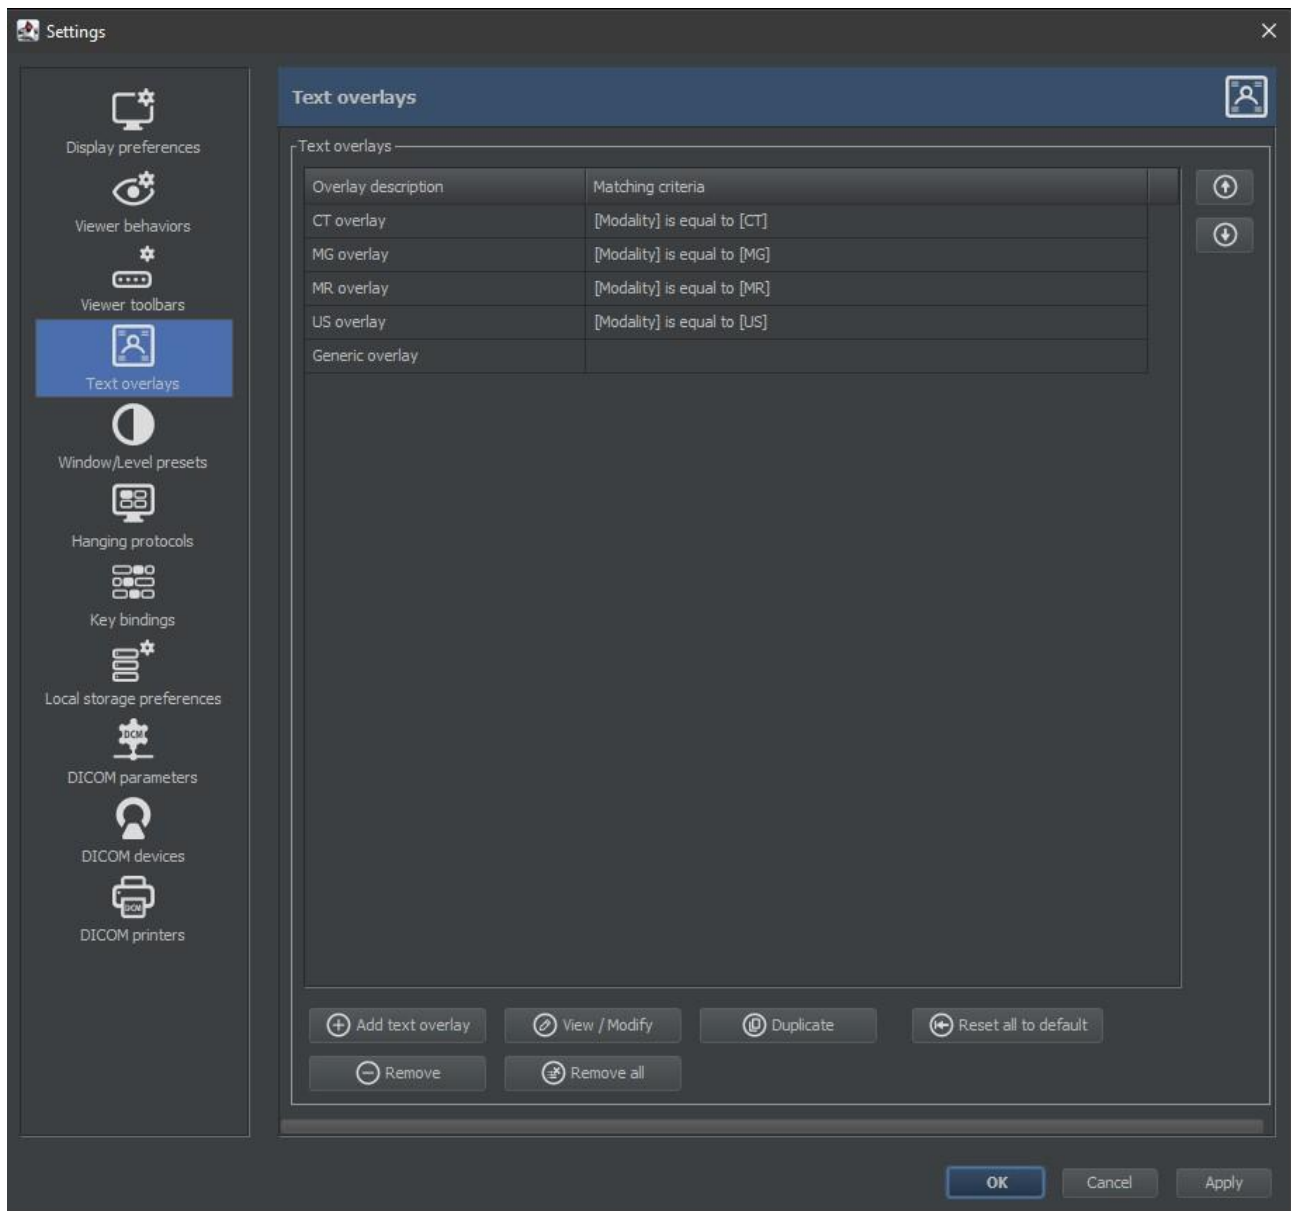 Settings
Display preferences
Viewer behaviors
Viewer toolbars
Text overlays
Window/Level presets
Hanging protocols
Key bindings
Local storage preferences
DCM
DICOM parameters
DICOM devices
DCM
DICOM printers
Text overlays
Text overlays
Overlay description Matching criteria
CT overlay [Modality] is equal to [CT]
MG overlay [Modality] is equal to [MG]
MR overlay [Modality] is equal to [MR]
US overlay [Modality] is equal to [US]
Generic overlay
Add text overlay View / Modify Duplicate Reset all to default
Remove Remove all
OK Cancel Apply